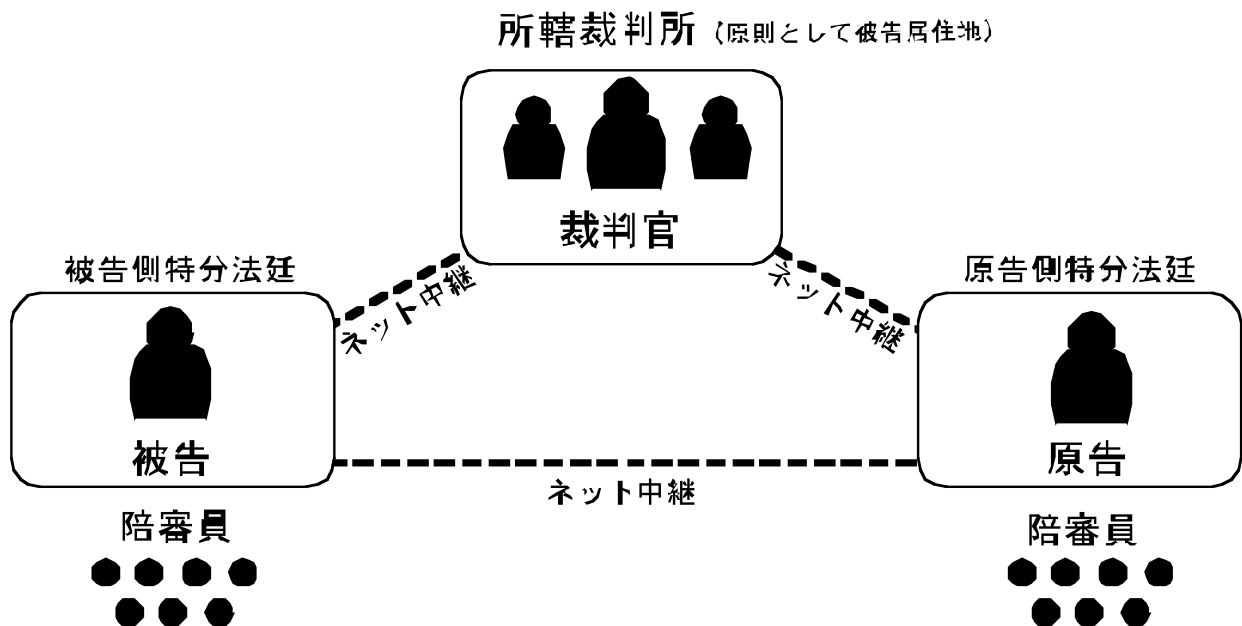 所轄裁判所（原則として被告居住地）
裁判官
被告側特分法廷
原告側特分法廷
ネット中継
ネット中継
被告
原告
ネット中継
陪審員
陪審員